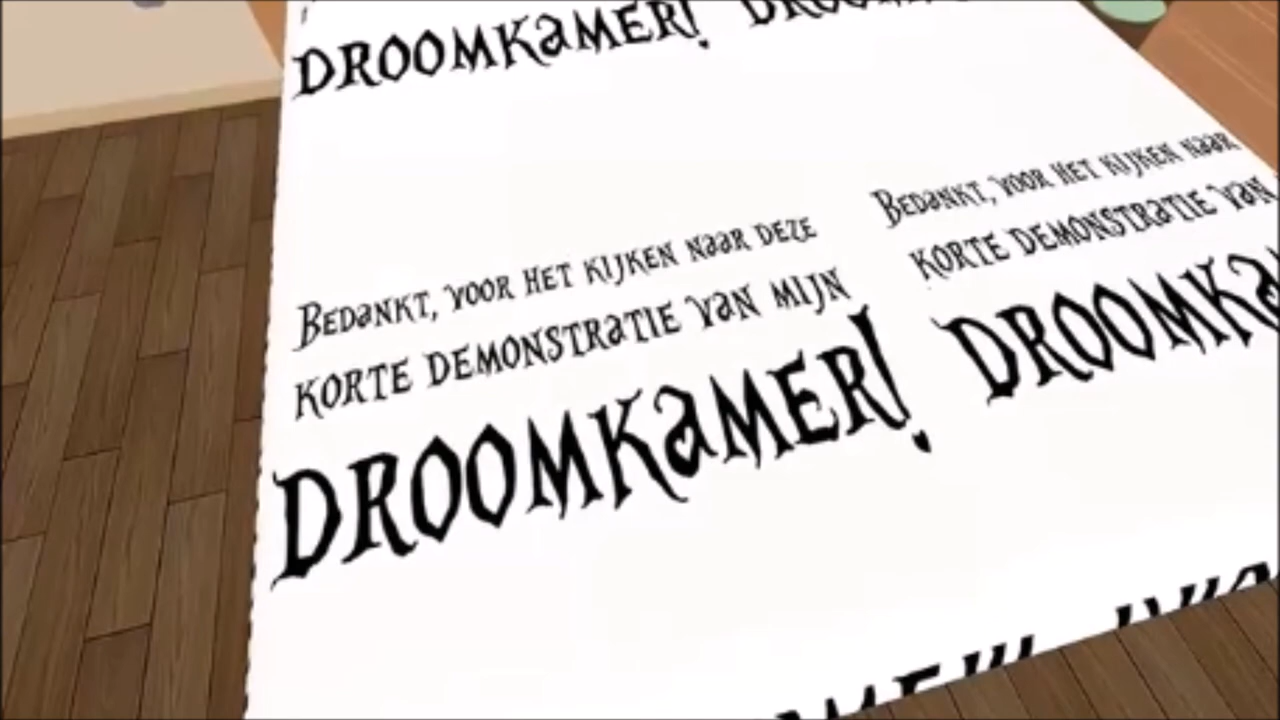 DROOMKAMER!
BEDANKT, VOOR HET KIJKEN NAAR DEZE
KORTE DEMONSTRATIE VAN MIJN
DROOMKAMER!
BEDANKT, VOOR HET KIJKEN NAAR
KORTE DEMONSTRATIE VAN
DROOMKA